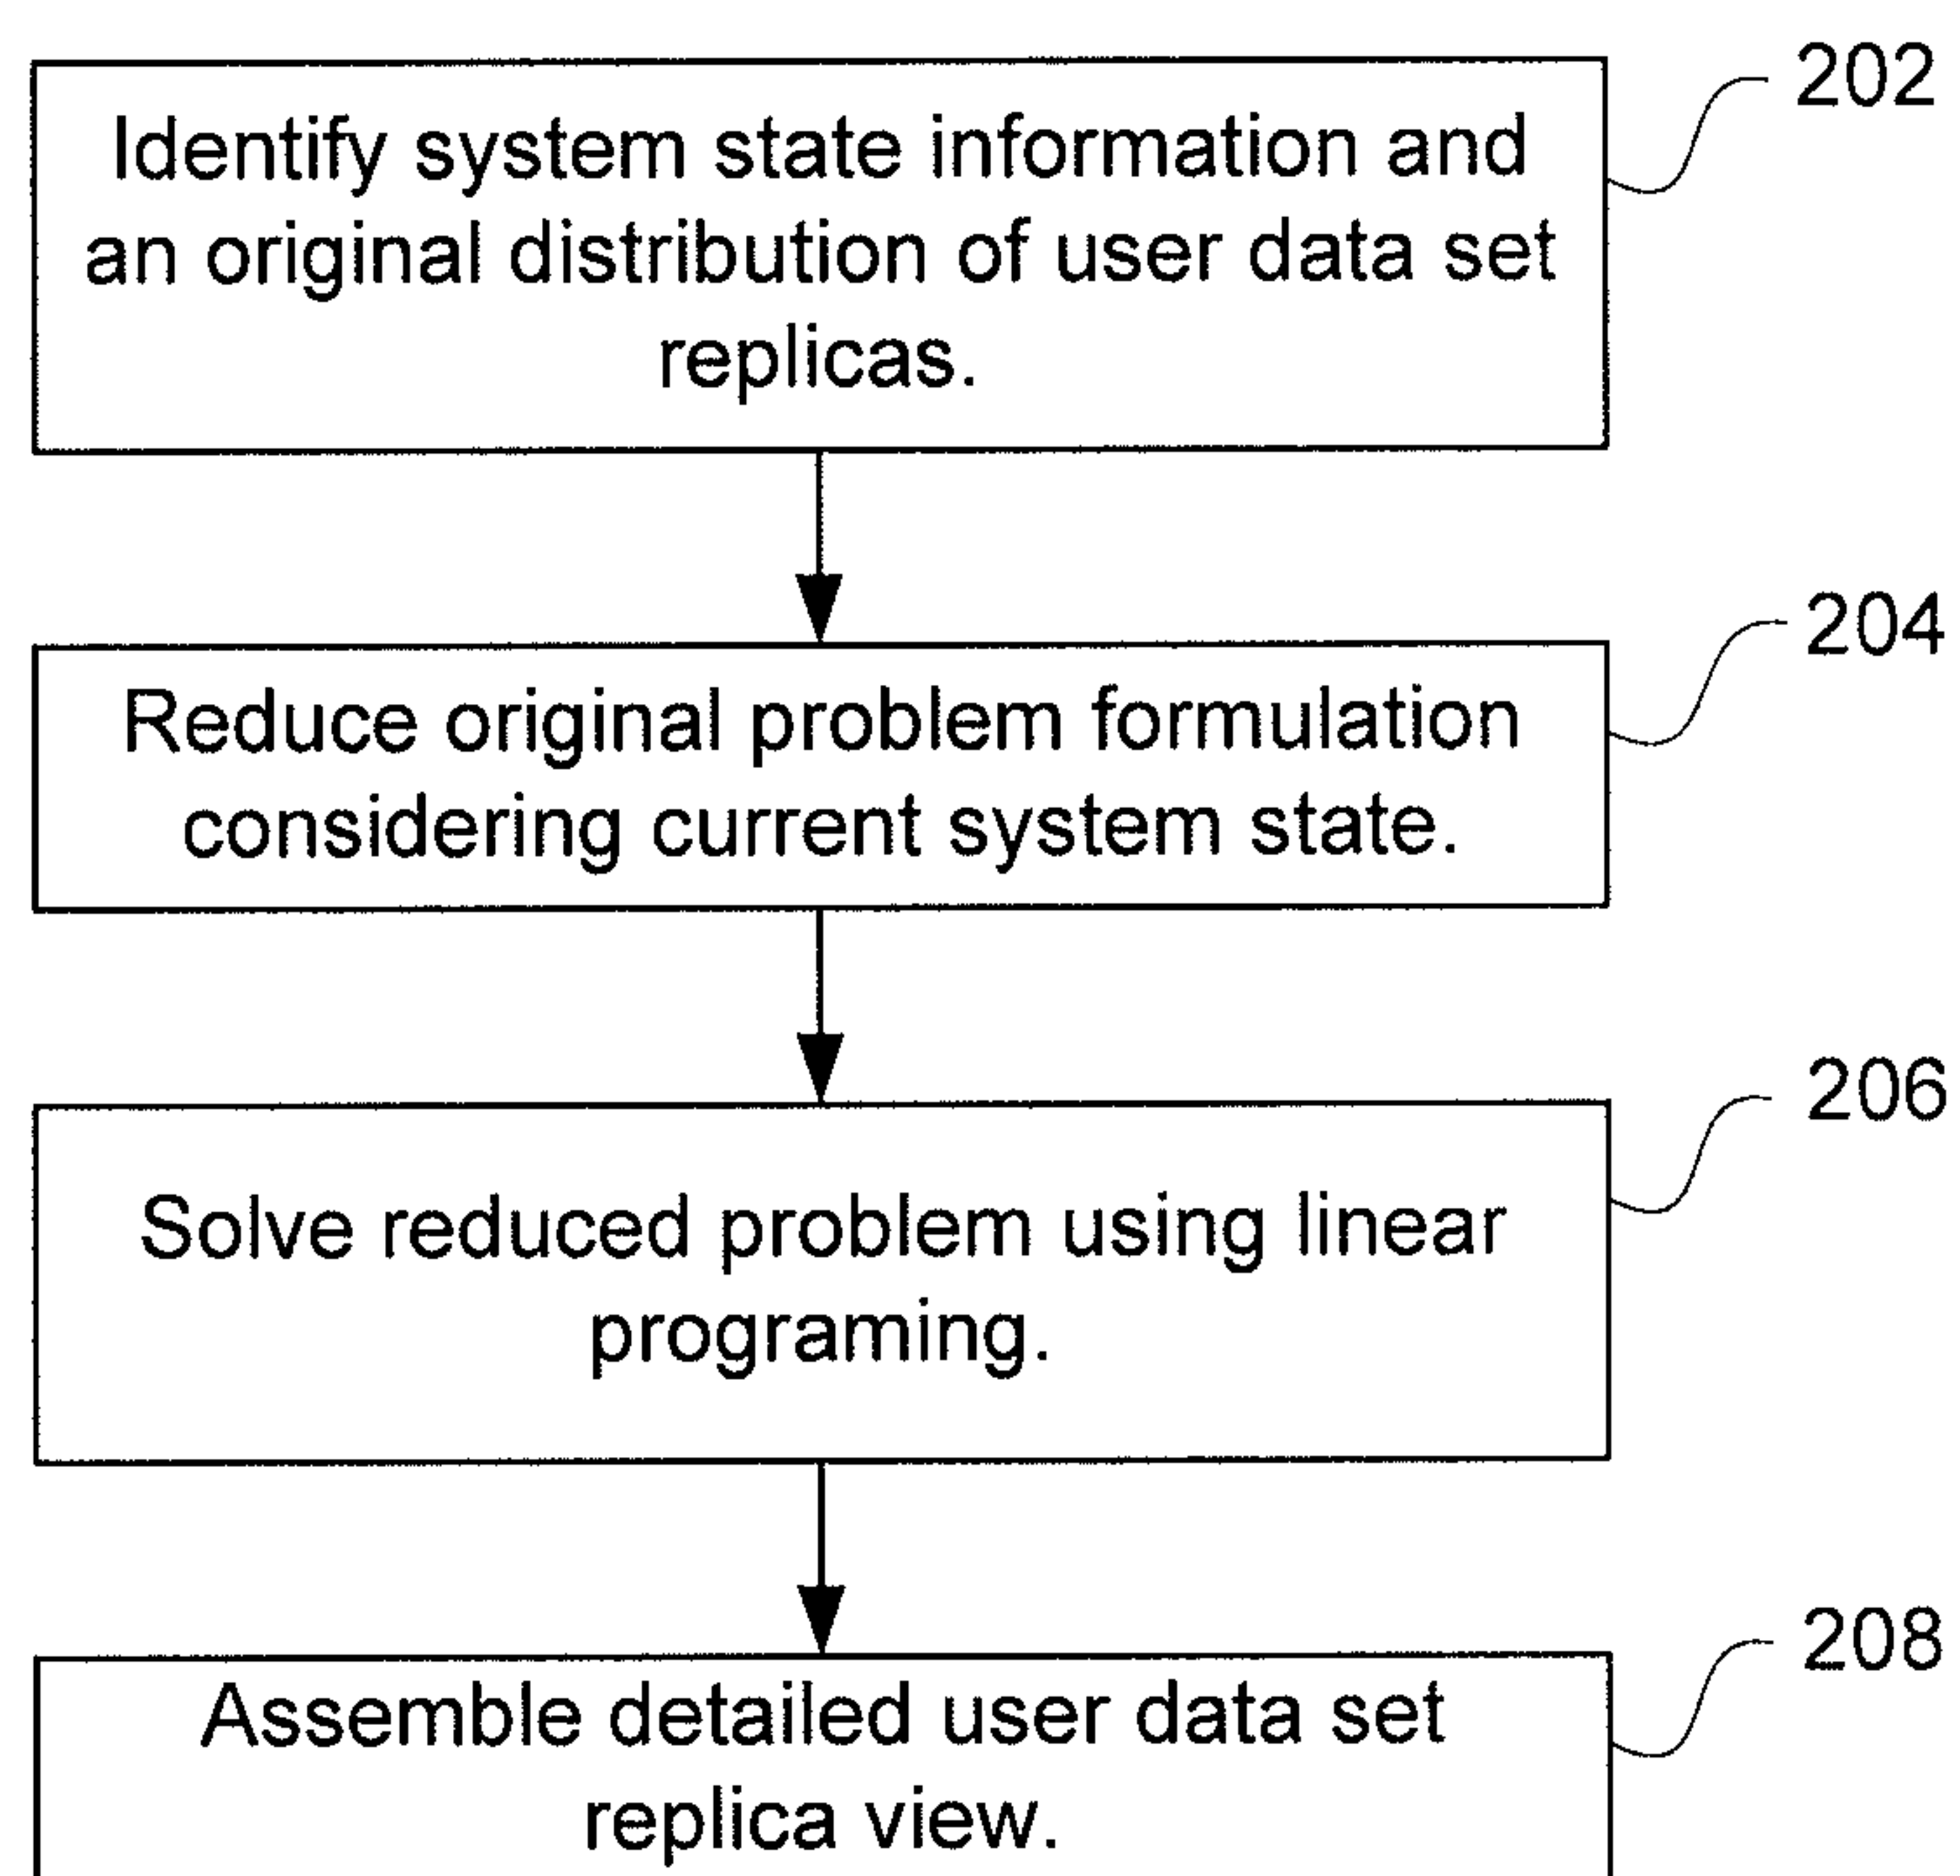 202
Identify system state information and
an original distribution of user data set
replicas.
204
Reduce original problem formulation
considering current system state.
206
Solve reduced problem using linear
programing.
208
Assemble detailed user data set
replica view.